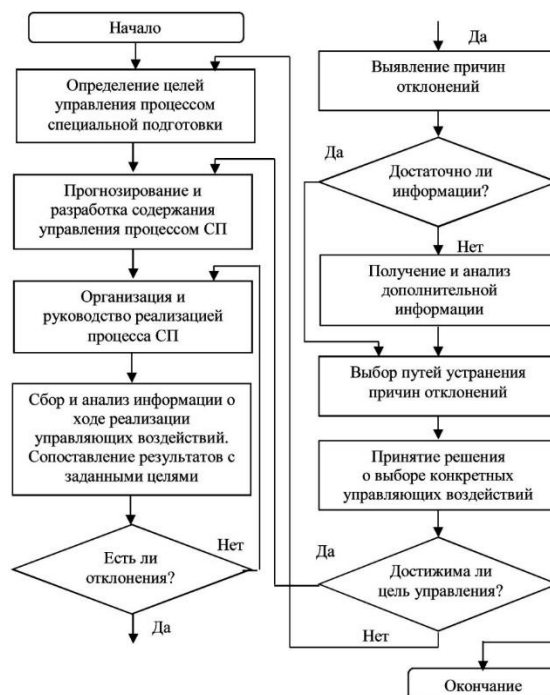 Начало
Определение целей
управления процессом
специальной подготовки
Прогнозирование и
разработка содержания
управления процессом СП
Организация и
руководство реализацией
процесса СП
Сбор и анализ информации о
ходе реализации
управляющих воздействий.
Сопоставление результатов с
заданными целями
Есть ли
отклонения?
Нет
Да
Да
Выявление причин
отклонений
Да
Достаточно ли
информации?
Нет
Получение и анализ
дополнительной
информации
Выбор путей устранения
причин отклонений
Принятие решения
о выборе конкретных
управляющих воздействий
Да
Достижима ли
цель управления?
Нет
Окончание